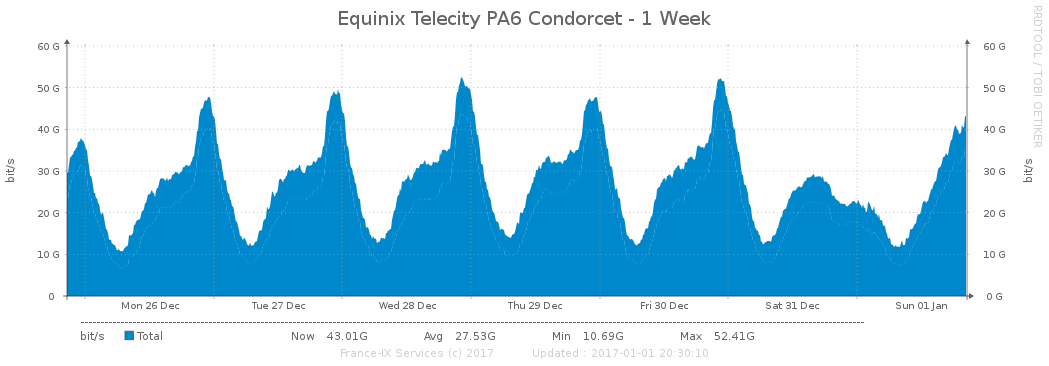 Equinix Telecity PA6 Condorcet - 1 Week
RRDTOOL / TOBI OETIKER
60 G 60 G
50 G 50 G
40 G 40 G
30 G 30 G
20 G 20 G
10 G 10 G
0 0 G
bit/s
bit/s
Mon 26 Dec Tue 27 Dec Wed 28 Dec Thu 29 Dec Fri 30 Dec Sat 31 Dec Sun 01 Jan
bit/s Total Now 43.01G Avg 27.53G Min 10.69G Max 52.41G
France-IX Services (c) 2017 Updated : 2017-01-01 20:30:10